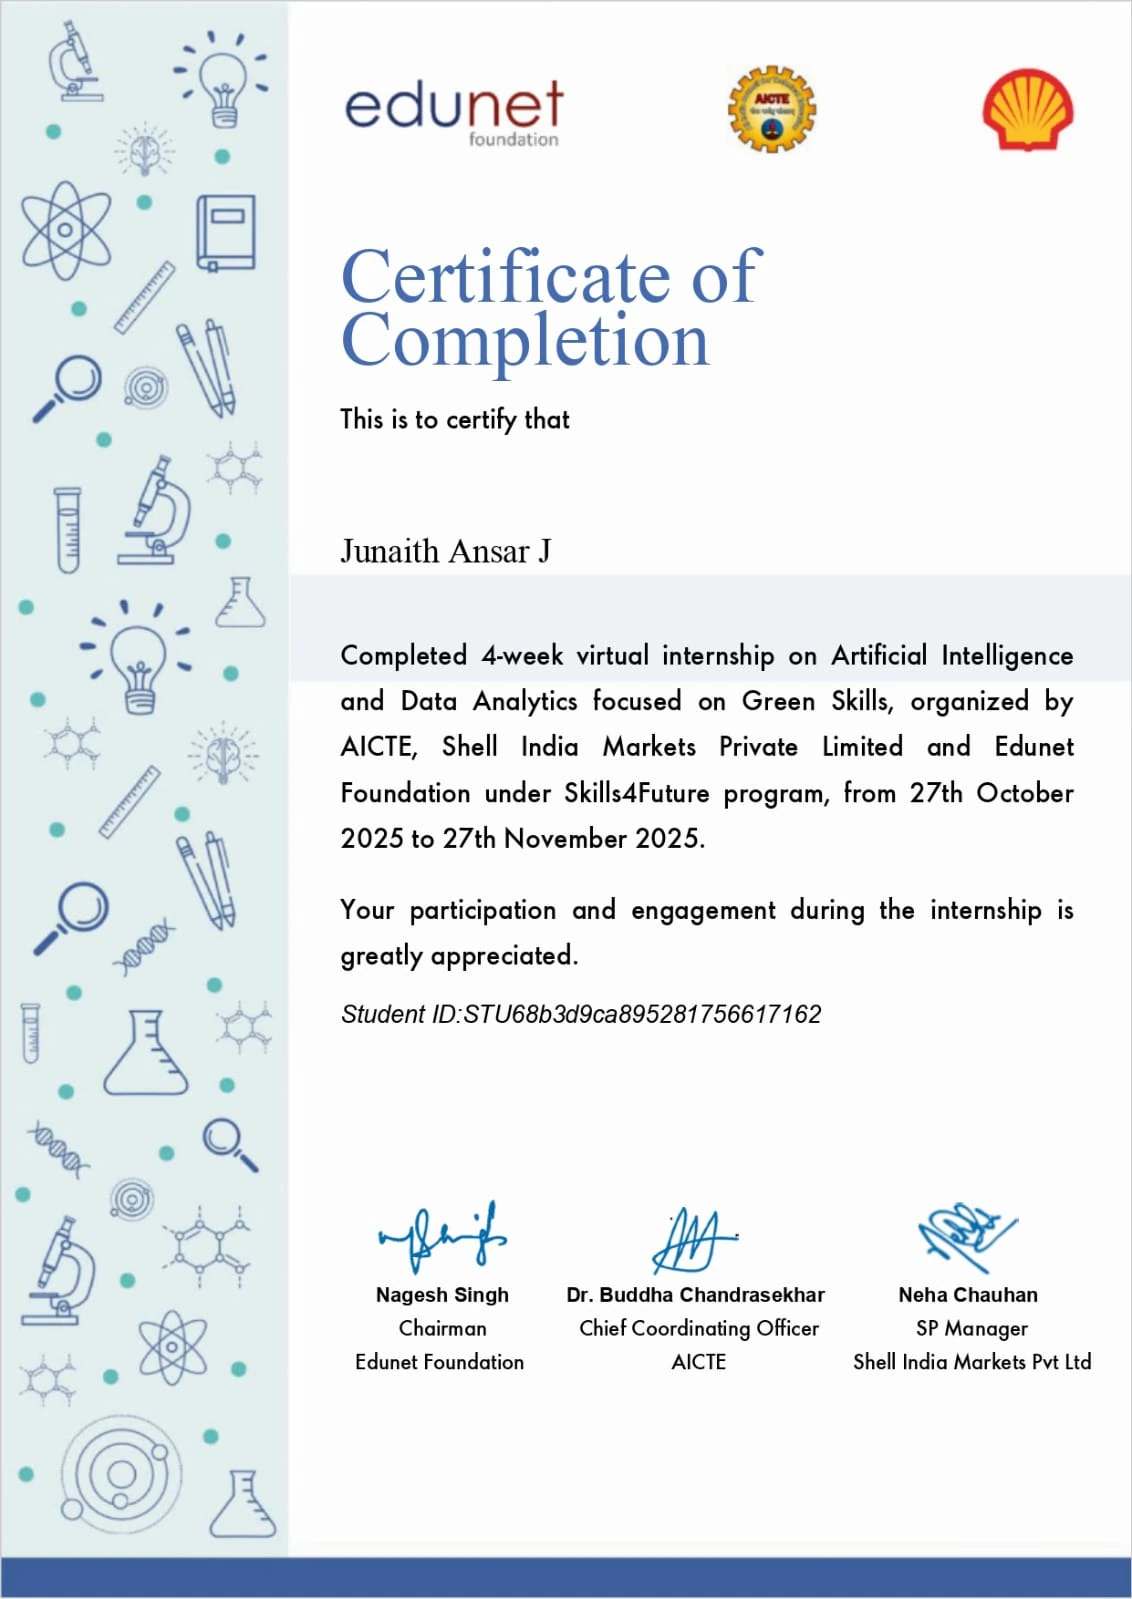 edunet
foundation
AICTE
Certificate of
Completion
This is to certify that
Junaith Ansar J
Completed 4-week virtual internship on Artificial Intelligence
and Data Analytics focused on Green Skills, organized by
AICTE, Shell India Markets Private Limited and Edunet
Foundation under Skills4Future program, from 27th October
2025 to 27th November 2025.
Your participation and engagement during the internship is
greatly appreciated.
Student ID:STU68b3d9ca895281756617162
Nagesh Singh
Chairman
Edunet Foundation
Dr. Buddha Chandrasekhar
Chief Coordinating Officer
AICTE
Neha Chauhan
SP Manager
Shell India Markets Pvt Ltd